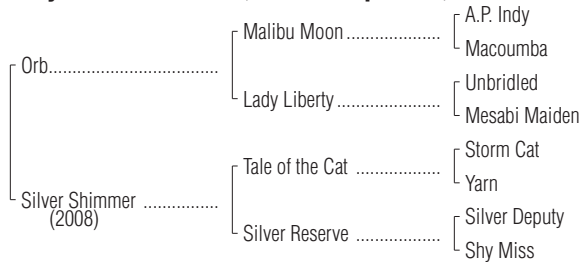 A.P. Indy
Malibu Moon
Macoumba
Orb
Unbridled
Lady Liberty
Mesabi Maiden
Storm Cat
Tale of the Cat
Yarn
Silver Shimmer
(2008)
Silver Deputy
Silver Reserve
Shy Miss